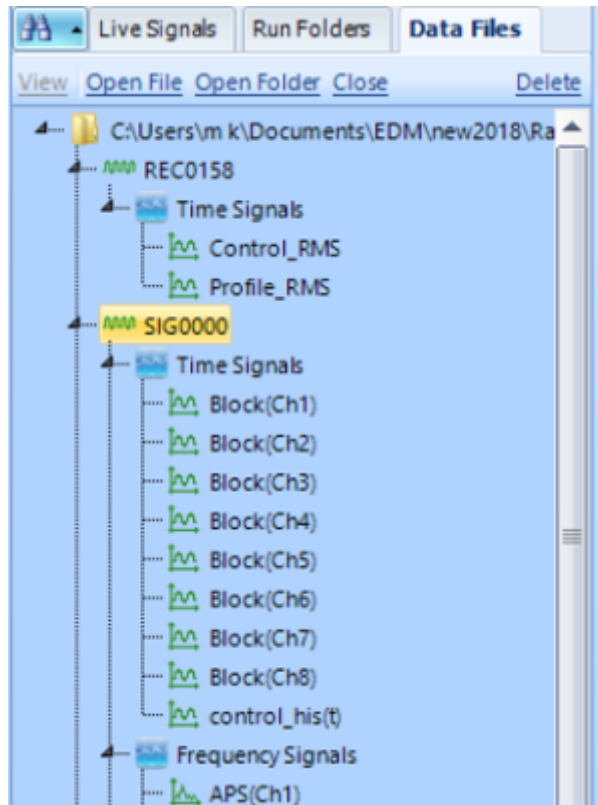 Live Signals Run Folders Data Files
View Open File Open Folder Close Delete
C:\Users\m k\Documents\EDM\new2018\Ra
REC0158
Time Signals
Control_RMS
Profile_RMS
SIG0000
Time Signals
Block(Ch1)
Block(Ch2)
Block(Ch3)
Block(Ch4)
Block(Ch5)
Block(Ch6)
Block(Ch7)
Block(Ch8)
control_his(t)
Frequency Signals
APS(Ch1)